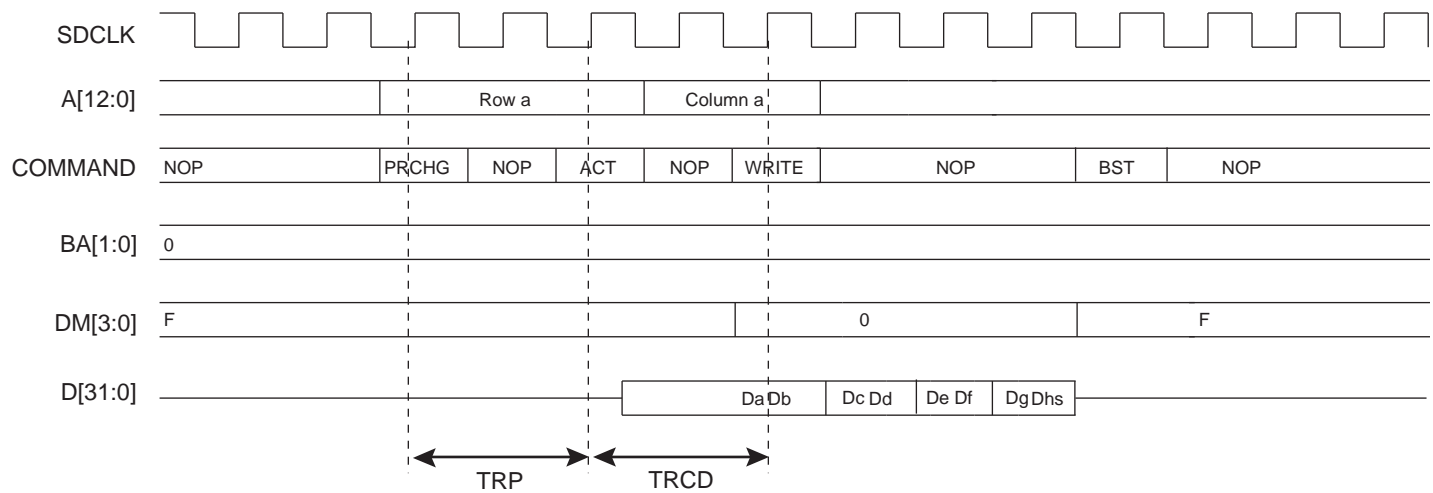 SDCLK
A[12:0] Row a Column a
COMMAND NOP PRCHG NOP ACT NOP WRITE NOP BST NOP
BA[1:0] 0
DM[3:0] F 0 F
D[31:0] Da Db Dc Dd De Df Dg Dhs
TRP TRCD